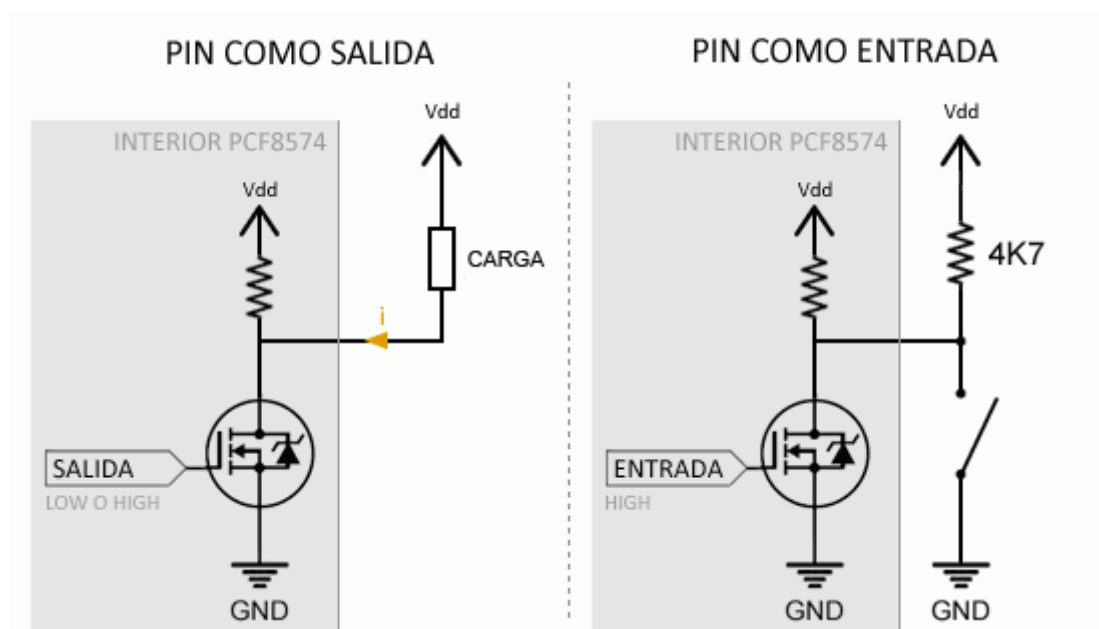 PIN COMO SALIDA
Vdd
INTERIOR PCF8574
Vdd
CARGA
i
SALIDA
LOW O HIGH
GND
PIN COMO ENTRADA
Vdd
INTERIOR PCF8574
Vdd
4K7
ENTRADA
HIGH
GND
GND